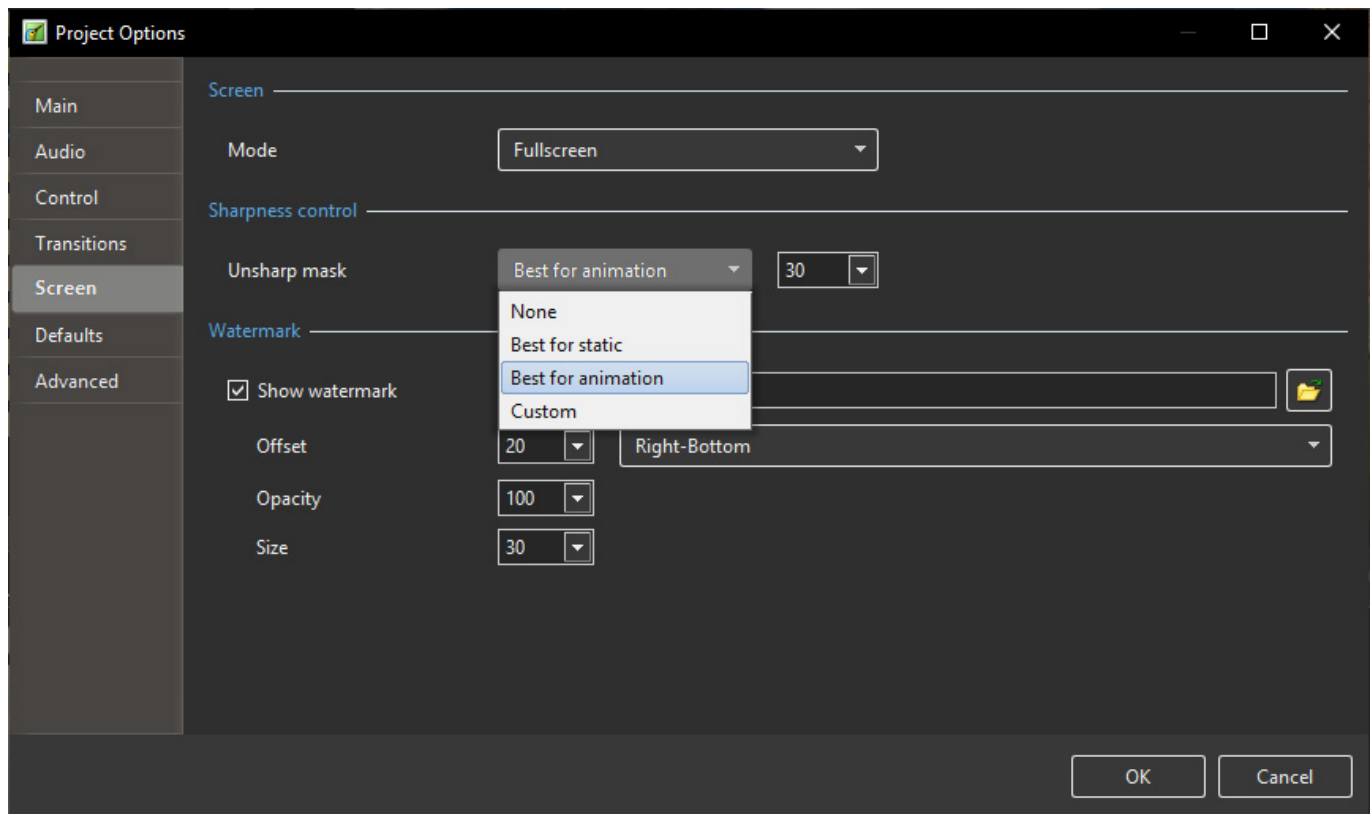 Project Options
Main
Audio
Control
Transitions
Screen
Defaults
Advanced
Screen
Mode Fullscreen
Sharpness control
Unsharp mask Best for animation 30
None
Best for static
Best for animation
Custom
Watermark
Show watermark
Offset 20 Right-Bottom
Opacity 100
Size 30
OK Cancel